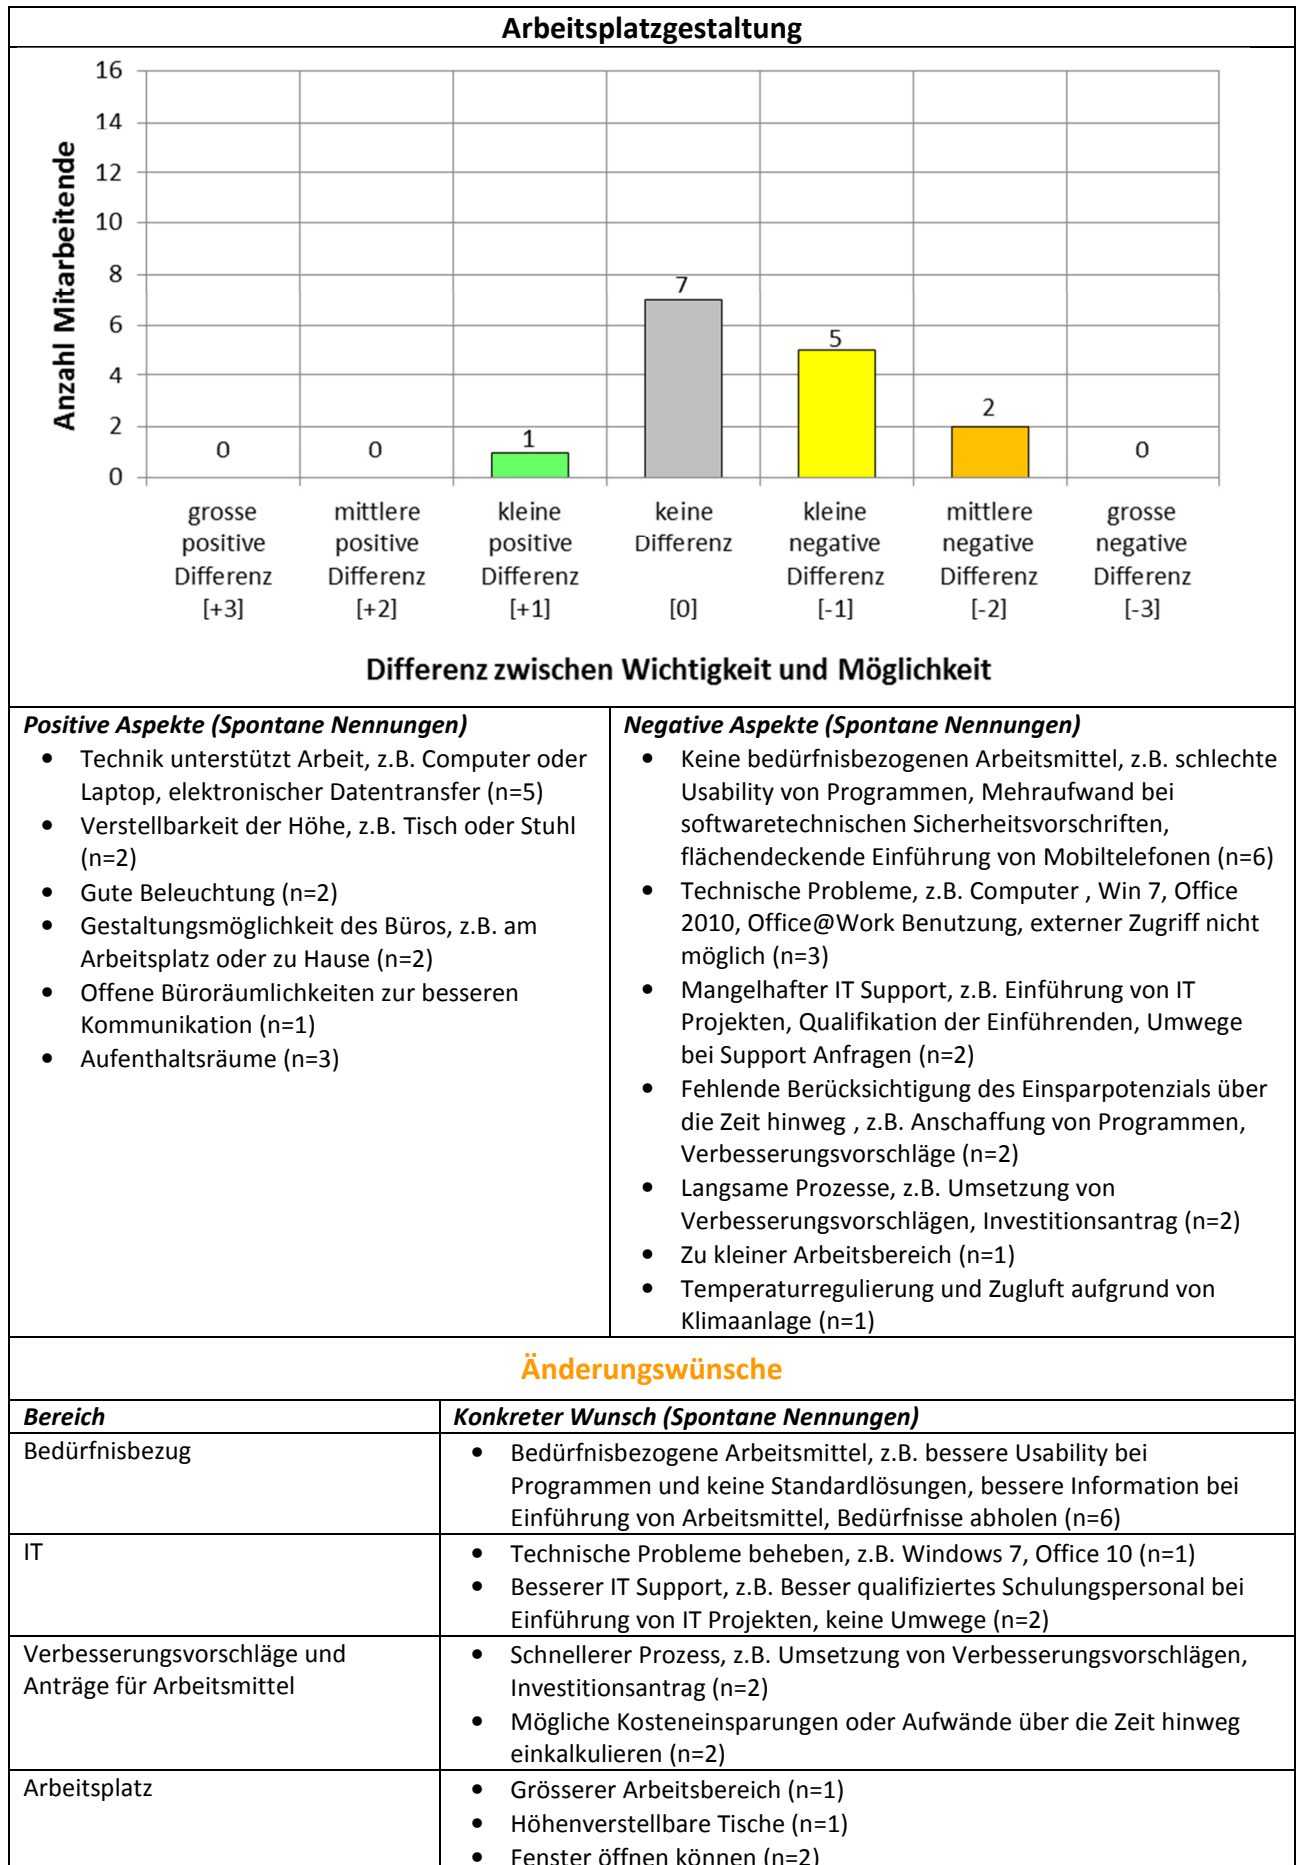 Arbeitsplatzgestaltung
16
14
12
10
8
6
4
2
0
Anzahl Mitarbeitende
0
0
1
7
5
2
0
grosse positive Differenz [+3]
mittlere positive Differenz [+2]
kleine positive Differenz [+1]
keine Differenz [0]
kleine negative Differenz [-1]
mittlere negative Differenz [-2]
grosse negative Differenz [-3]
Differenz zwischen Wichtigkeit und Möglichkeit
Positive Aspekte (Spontane Nennungen)
• Technik unterstützt Arbeit, z.B. Computer oder
Laptop, elektronischer Datentransfer (n=5)
• Verstellbarkeit der Höhe, z.B. Tisch oder Stuhl
(n=2)
• Gute Beleuchtung (n=2)
• Gestaltungsmöglichkeit des Büros, z.B. am
Arbeitsplatz oder zu Hause (n=2)
• Offene Büroräumlichkeiten zur besseren
Kommunikation (n=1)
• Aufenthaltsräume (n=3)
Negative Aspekte (Spontane Nennungen)
• Keine bedürfnisbezogenen Arbeitsmittel, z.B. schlechte
Usability von Programmen, Mehraufwand bei
softwaretechnischen Sicherheitsvorschriften,
flächendeckende Einführung von Mobiltelefonen (n=6)
• Technische Probleme, z.B. Computer , Win 7, Office
2010, Office@Work Benutzung, externer Zugriff nicht
möglich (n=3)
• Mangelhafter IT Support, z.B. Einführung von IT
Projekten, Qualifikation der Einführenden, Umwege
bei Support Anfragen (n=2)
• Fehlende Berücksichtigung des Einsparpotenzials über
die Zeit hinweg , z.B. Anschaffung von Programmen,
Verbesserungsvorschläge (n=2)
• Langsame Prozesse, z.B. Umsetzung von
Verbesserungsvorschlägen, Investitionsantrag (n=2)
• Zu kleiner Arbeitsbereich (n=1)
• Temperaturregulierung und Zugluft aufgrund von
Klimaanlage (n=1)
Änderungswünsche
Bereich
Konkreter Wunsch (Spontane Nennungen)
Bedürfnisbezug
• Bedürfnisbezogene Arbeitsmittel, z.B. bessere Usability bei
Programmen und keine Standardlösungen, bessere Information bei
Einführung von Arbeitsmittel, Bedürfnisse abholen (n=6)
IT
• Technische Probleme beheben, z.B. Windows 7, Office 10 (n=1)
• Besserer IT Support, z.B. Besser qualifiziertes Schulungspersonal bei
Einführung von IT Projekten, keine Umwege (n=2)
Verbesserungsvorschläge und
Anträge für Arbeitsmittel
• Schnellerer Prozess, z.B. Umsetzung von Verbesserungsvorschlägen,
Investitionsantrag (n=2)
• Mögliche Kosteneinsparungen oder Aufwände über die Zeit hinweg
einkalkulieren (n=2)
Arbeitsplatz
• Grösserer Arbeitsbereich (n=1)
• Höhenverstellbare Tische (n=1)
• Fenster öffnen können (n=2)